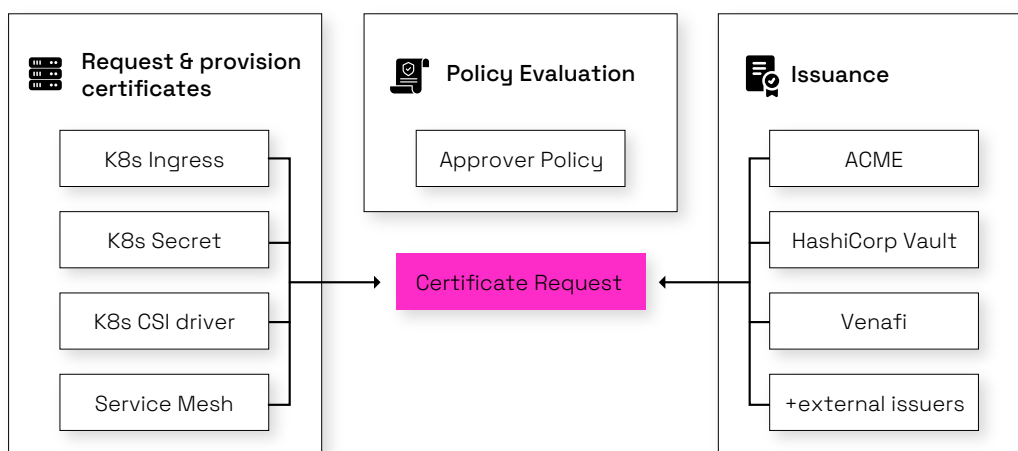 Request & provision
certificates
K8s Ingress
K8s Secret
K8s CSI driver
Service Mesh
Policy Evaluation
Approver Policy
Certificate Request
Issuance
ACME
HashiCorp Vault
Venafi
+external issuers